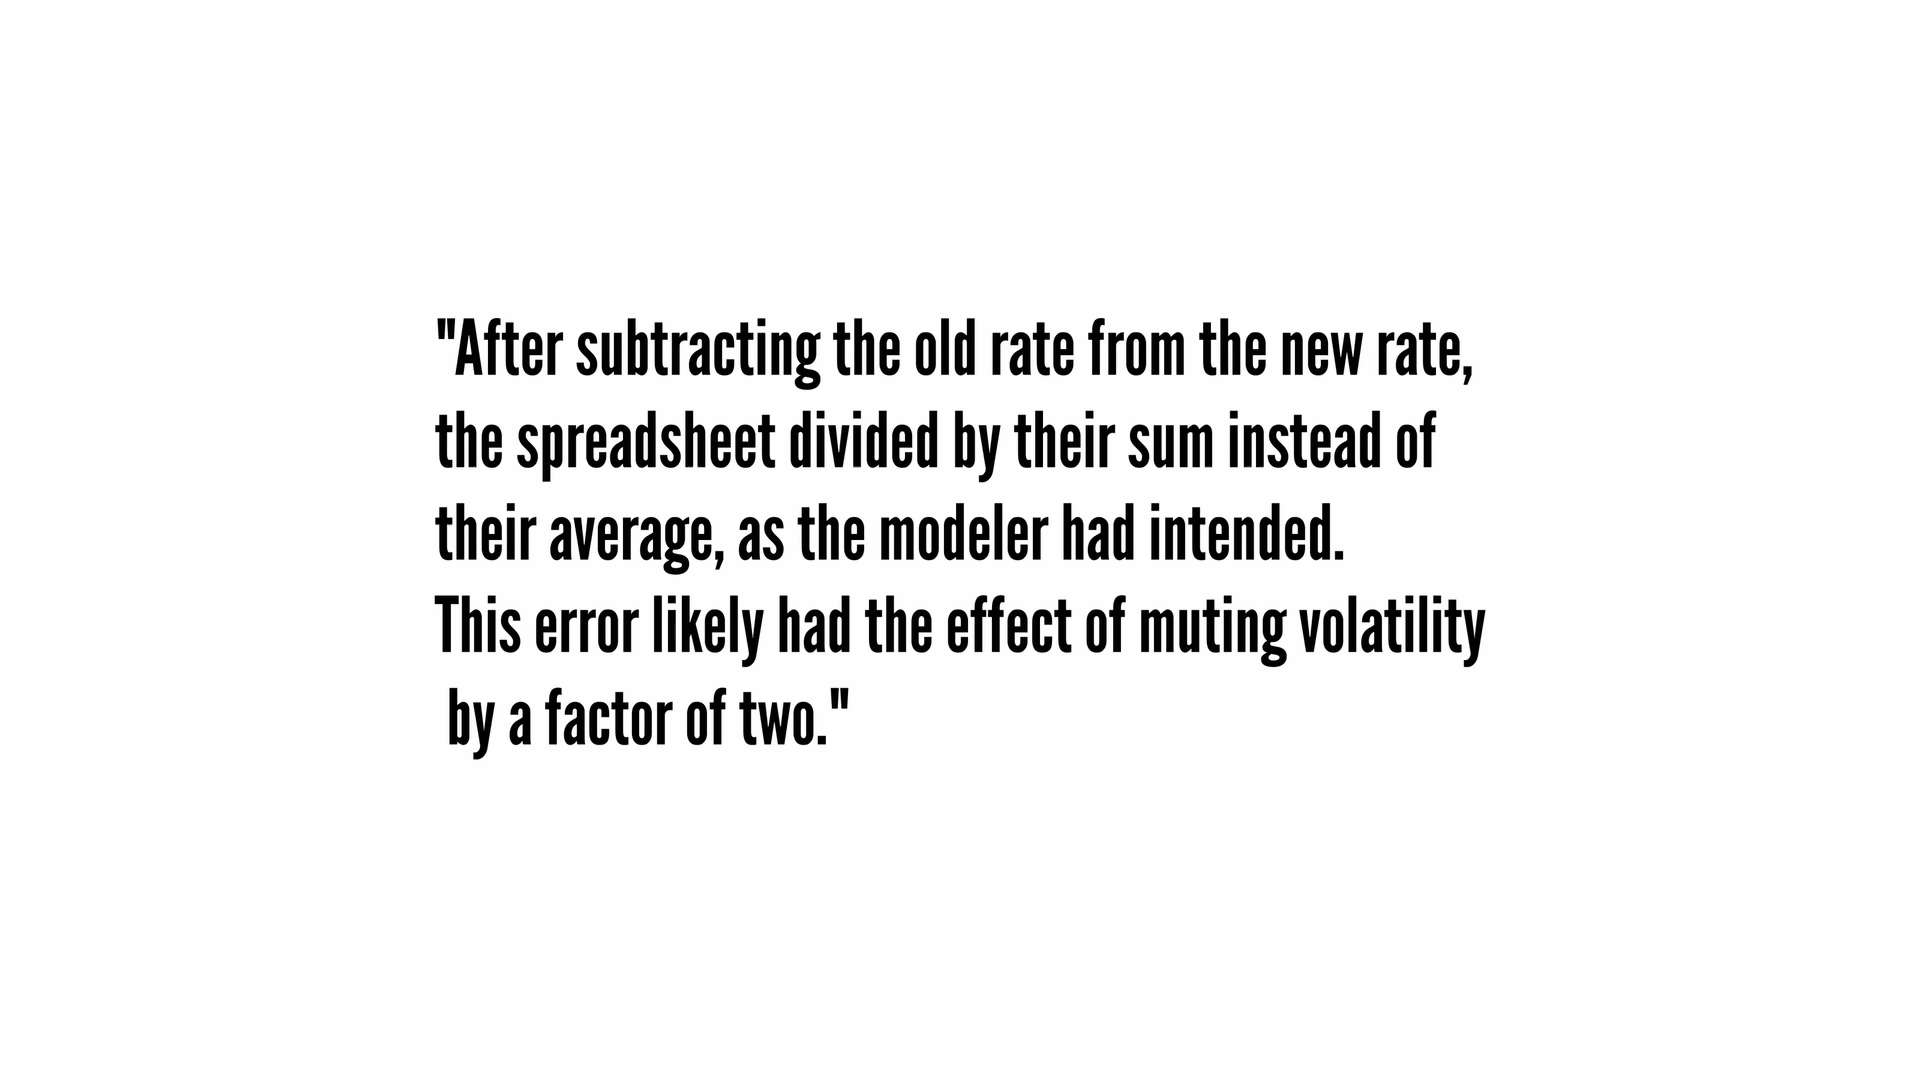 "After subtracting the old rate from the new rate,
the spreadsheet divided by their sum instead of
their average, as the modeler had intended.
This error likely had the effect of muting volatility
by a factor of two."